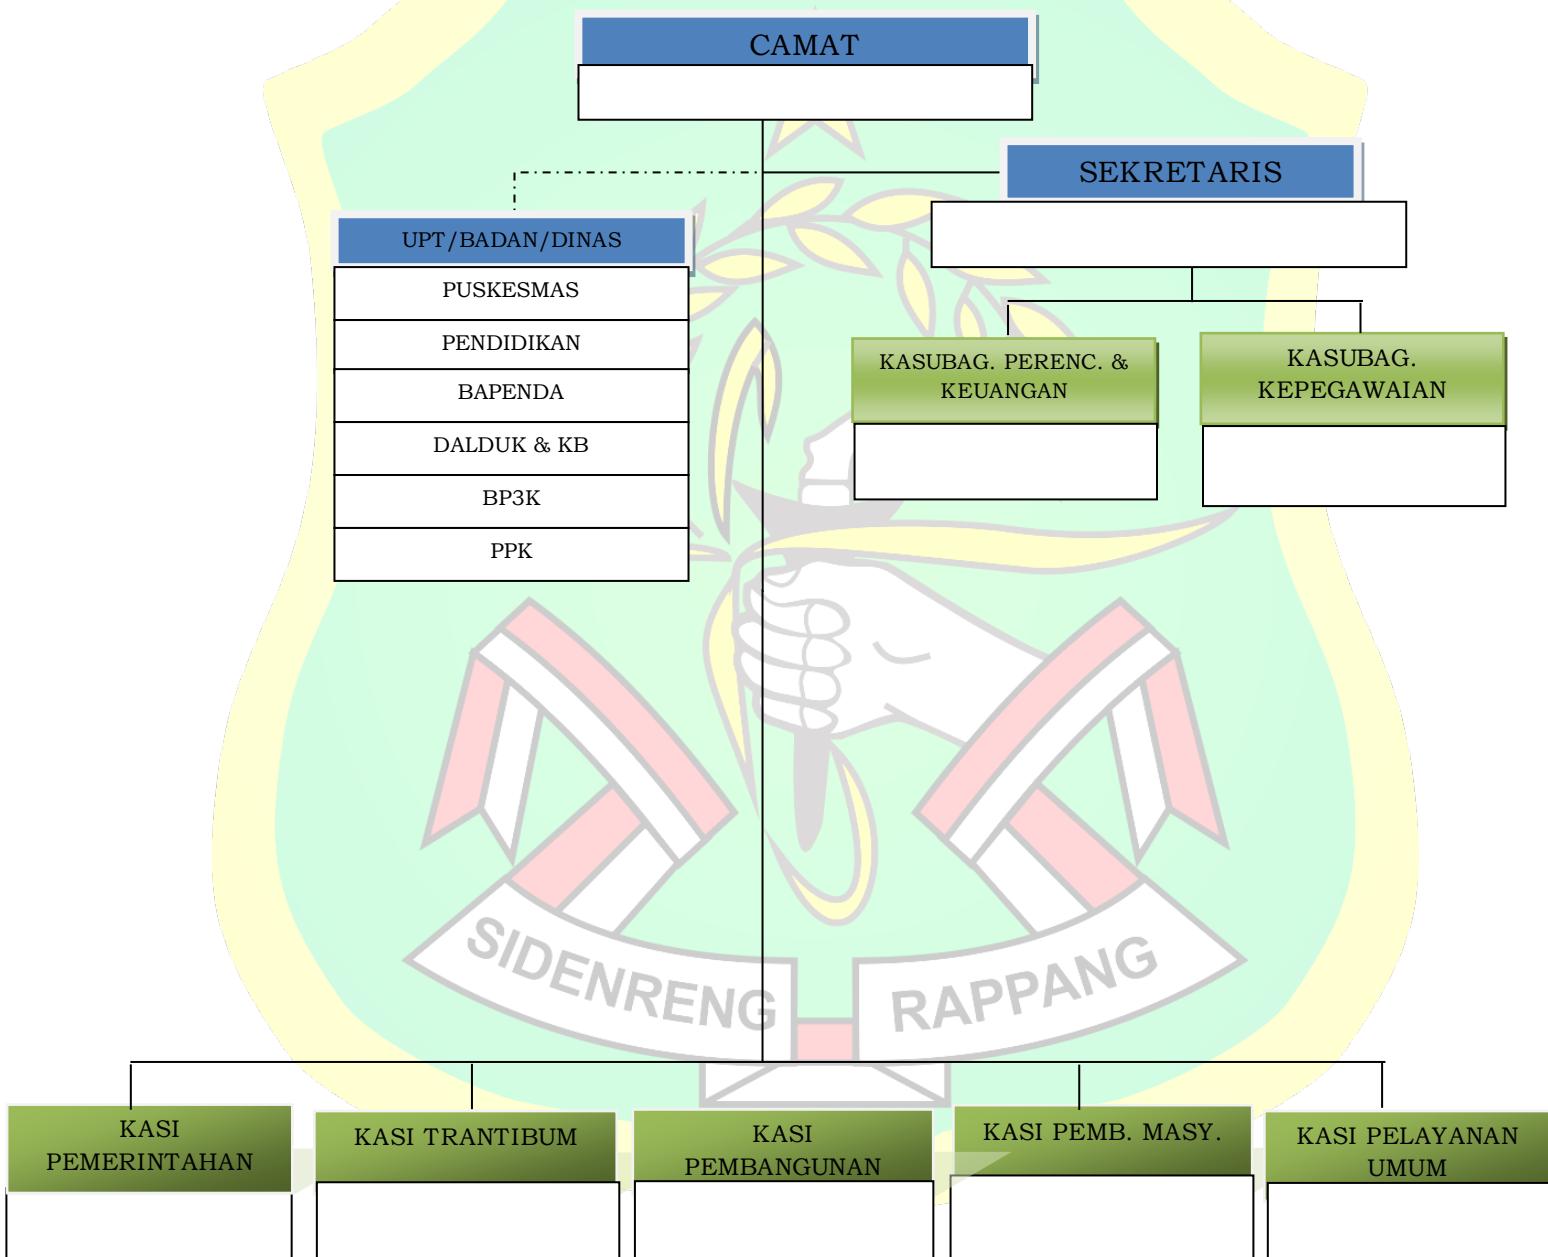 CAMAT
SEKRETARIS
UPT/BADAN/DINAS
PUSKESMAS
PENDIDIKAN
BAPENDA
DALDUK & KB
BP3K
PPK
KASUBAG. PERENC. &
KEUANGAN
KASUBAG.
KEPEGAWAIAN
SIDENRENG RAPPANG
KASI
PEMERINTAHAN
KASI TRANTIBUM
KASI
PEMBANGUNAN
KASI PEMB. MASY.
KASI PELAYANAN
UMUM